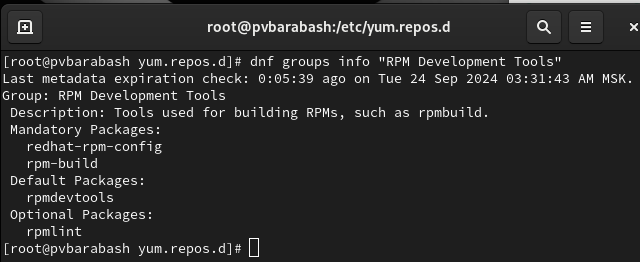 root@pvbarabash:/etc/yum.repos.d
[root@pvbarabash yum.repos.d]# dnf groups info "RPM Development Tools"
Last metadata expiration check: 0:05:39 ago on Tue 24 Sep 2024 03:31:43 AM MSK.
Group: RPM Development Tools
 Description: Tools used for building RPMs, such as rpmbuild.
 Mandatory Packages:
   redhat-rpm-config
   rpm-build
 Default Packages:
   rpmdevtools
 Optional Packages:
   rpmlint
[root@pvbarabash yum.repos.d]#